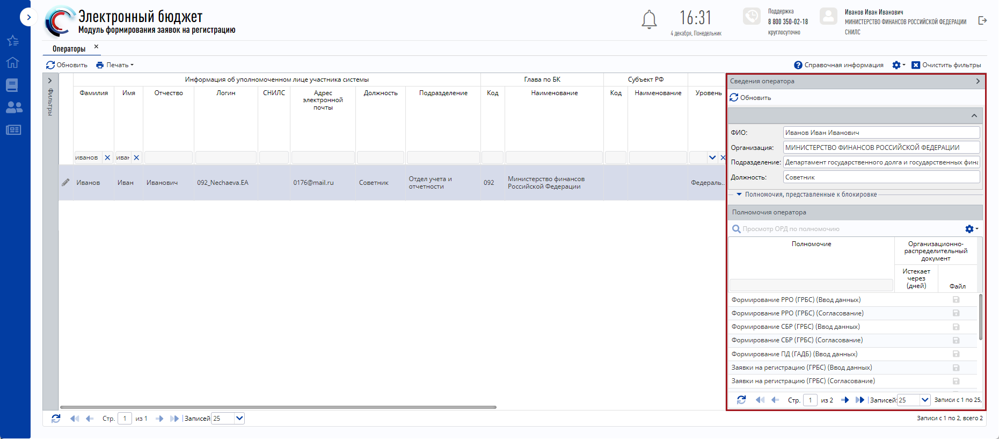 Электронный бюджет
Модуль формирования заявок на регистрацию
16:31
4 декабря, Понедельник
Поддержка
8 800 350-02-18
круглосуточно
Иванов Иван Иванович
МИНИСТЕРСТВО ФИНАНСОВ РОССИЙСКОЙ ФЕДЕРАЦИИ
СНИЛС
Операторы
Обновить Печать Справочная информация Очистить фильтры
Фильтры
Информация об уполномоченном лице участника системы Глава по БК Субъект РФ
Фамилия Имя Отчество Логин СНИЛС Адрес электронной почты Должность Подразделение Код Наименование Код Наименование Уровень
иванов иван
Иванов Иван Иванович 092_Nechaeva.EA 0176@mail.ru Советник Отдел учета и отчетности 092 Министерство финансов Российской Федерации Федераль...
Стр. 1 из 1 Записей 25 Записи с 1 по 2, всего 2
Сведения оператора
Обновить
ФИО: Иванов Иван Иванович
Организация: МИНИСТЕРСТВО ФИНАНСОВ РОССИЙСКОЙ ФЕДЕРАЦИИ
Подразделение: Департамент государственного долга и государственных фина
Должность: Советник
Полномочия, представленные к блокировке
Полномочия оператора
Просмотр ОРД по полномочию
Полномочие
Организационно-
распределительный
документ
Истекает
через
(дней)
Файл
Формирование РРО (ГРБС) (Ввод данных)
Формирование РРО (ГРБС) (Согласование)
Формирование СБР (ГРБС) (Ввод данных)
Формирование СБР (ГРБС) (Согласование)
Формирование ПД (ГАДБ) (Ввод данных)
Заявки на регистрацию (ГРБС) (Ввод данных)
Заявки на регистрацию (ГРБС) (Согласование)
Стр. 1 из 2 Записей: 25 Записи с 1 по 25,